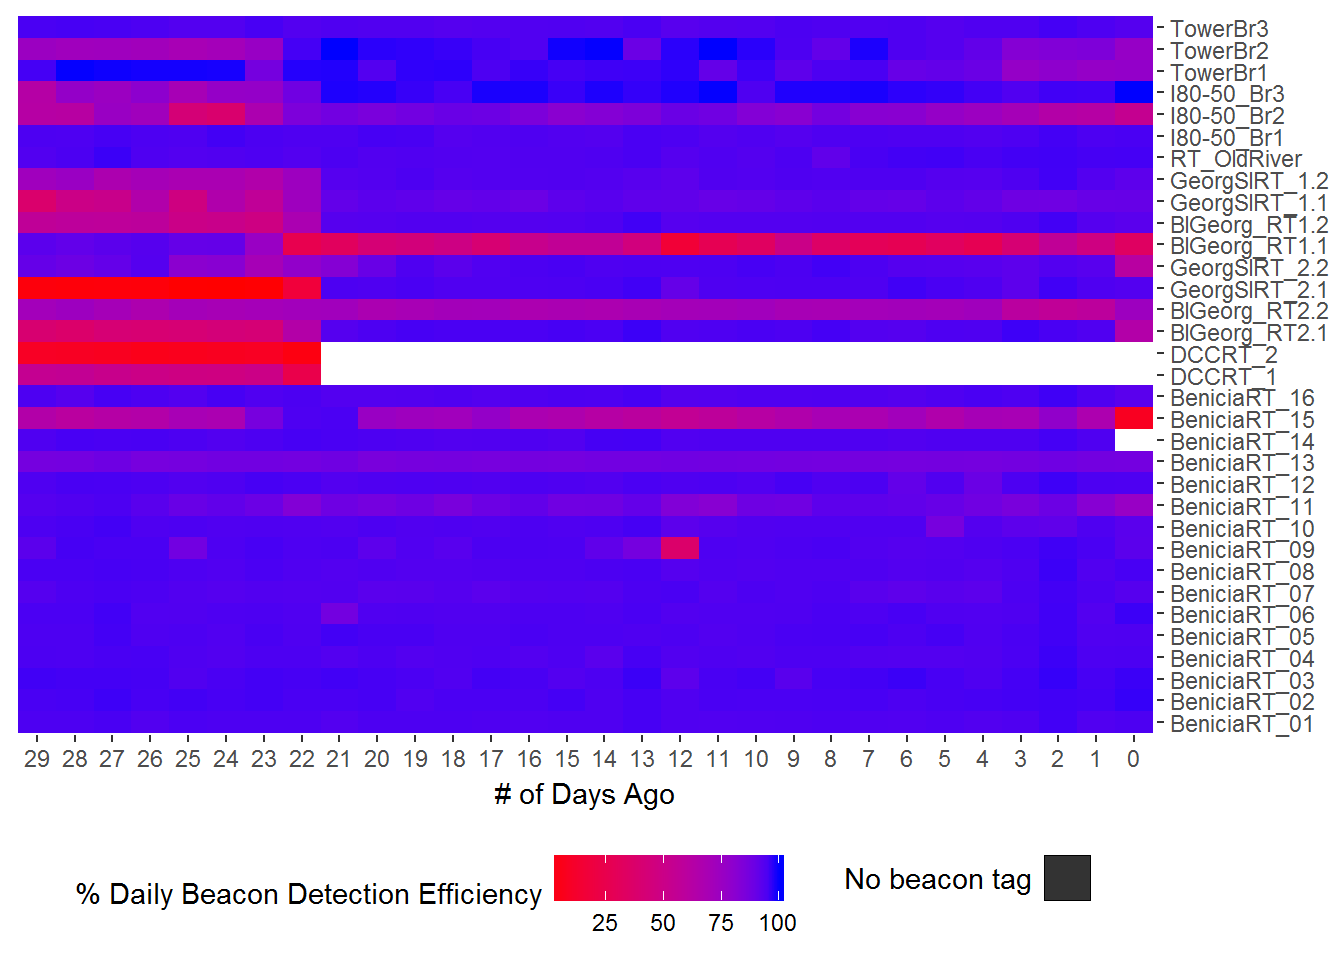 TowerBr3
TowerBr2
TowerBr1
I80-50_Br3
I80-50_Br2
I80-50_Br1
RT_OldRiver
GeorgSlRT_1.2
GeorgSlRT_1.1
BlGeorg_RT1.2
BlGeorg_RT1.1
GeorgSlRT_2.2
GeorgSlRT_2.1
BlGeorg_RT2.2
BlGeorg_RT2.1
DCCRT_2
DCCRT_1
BeniciaRT_16
BeniciaRT_15
BeniciaRT_14
BeniciaRT_13
BeniciaRT_12
BeniciaRT_11
BeniciaRT_10
BeniciaRT_09
BeniciaRT_08
BeniciaRT_07
BeniciaRT_06
BeniciaRT_05
BeniciaRT_04
BeniciaRT_03
BeniciaRT_02
BeniciaRT_01
29 28 27 26 25 24 23 22 21 20 19 18 17 16 15 14 13 12 11 10 9 8 7 6 5 4 3 2 1 0
# of Days Ago
% Daily Beacon Detection Efficiency
25 50 75 100
No beacon tag